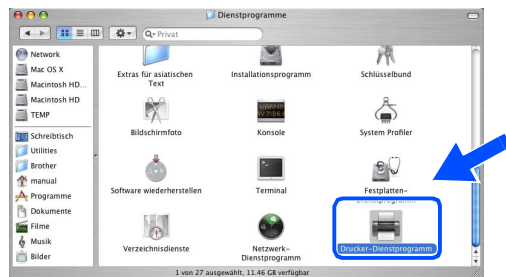 Dienstprogramme
Privat
Network
Mac OS X
Macintosh HD...
Macintosh HD
TEMP
Schreibtisch
Utilities
Brother
manual
Programme
Dokumente
Filme
Musik
Bilder
Extras für asiatischen
Text
Installationsprogramm
Schlüsselbund
Bildschirmfoto
Konsole
System Profiler
Software wiederherstellen
Terminal
Festplatten-
Dienstprogramm
Verzeichnisdienste
Netzwerk-
Dienstprogramm
Drucker-Dienstprogramm
1 von 27 ausgewählt, 11.46 GB verfügbar